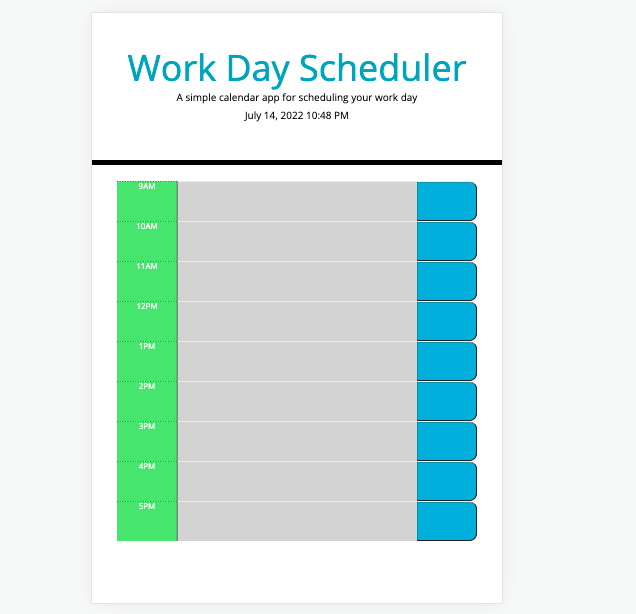 Work Day Scheduler
A simple calendar app for scheduling your work day
July 14, 2022 10:48 PM
9AM
10AM
11AM
12PM
1PM
2PM
3PM
4PM
5PM